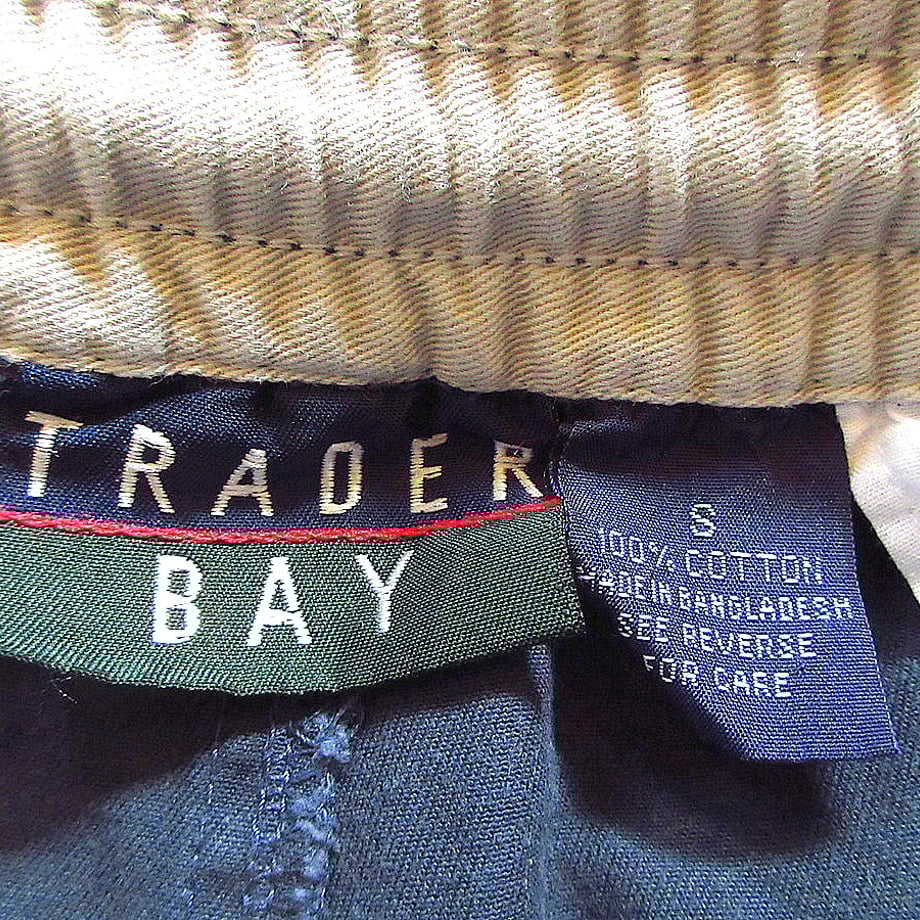 TRADER
BAY
S
100% COTTON
MADE IN BANGLADESH
SEE REVERSE
FOR CARE